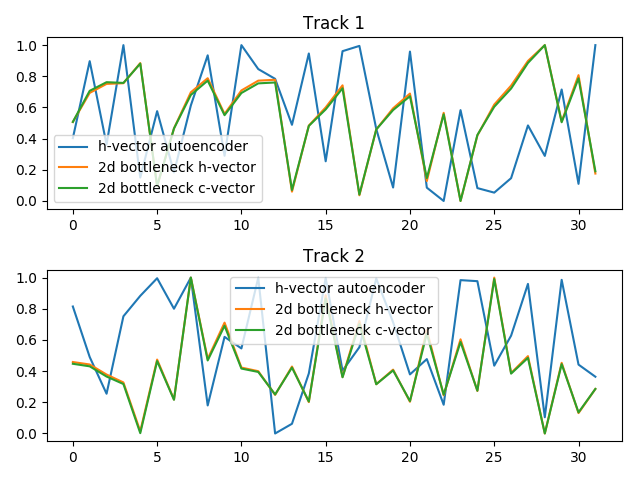 Track 1
1.0
0.8
0.6
0.4
0.2
0.0
h-vector autoencoder
2d bottleneck h-vector
2d bottleneck c-vector
0 5 10 15 20 25 30
Track 2
1.0
0.8
0.6
0.4
0.2
0.0
h-vector autoencoder
2d bottleneck h-vector
2d bottleneck c-vector
0 5 10 15 20 25 30